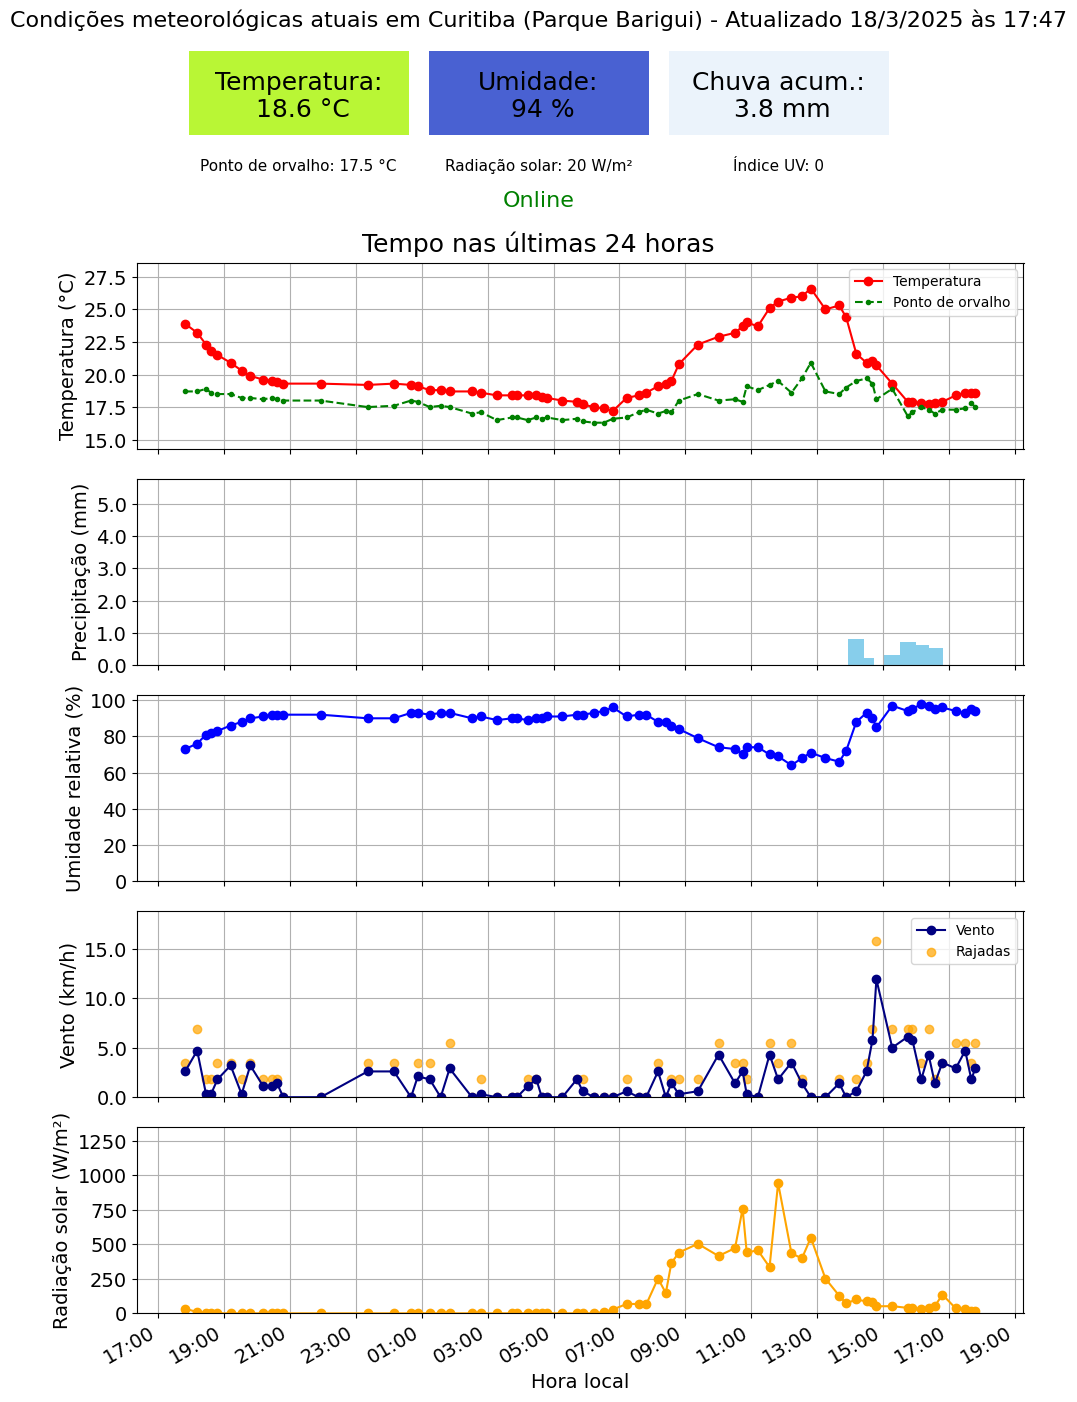 Condições meteorológicas atuais em Curitiba (Parque Barigui) - Atualizado 18/3/2025 às 17:47
Temperatura:
18.6 °C
Umidade:
94 %
Chuva acum.:
3.8 mm
Ponto de orvalho: 17.5 °C
Radiação solar: 20 W/m²
Índice UV: 0
Online
Tempo nas últimas 24 horas
Temperatura (°C)
27.5
25.0
22.5
20.0
17.5
15.0
Temperatura
Ponto de orvalho
Precipitação (mm)
5.0
4.0
3.0
2.0
1.0
0.0
Umidade relativa (%)
100
80
60
40
20
0
Vento (km/h)
15.0
10.0
5.0
0.0
Vento
Rajadas
Radiação solar (W/m²)
1250
1000
750
500
250
0
17:00
19:00
21:00
23:00
01:00
03:00
05:00
07:00
09:00
11:00
13:00
15:00
17:00
19:00
Hora local